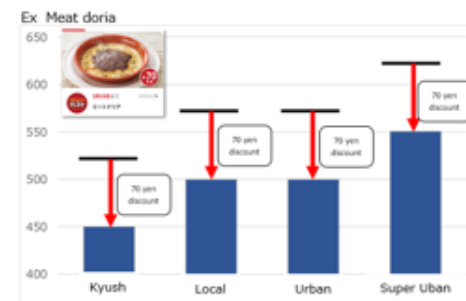 Ex Meat doria
650
600
550
500
450
400
70 yen
discount
70 yen
discount
70 yen
discount
70 yen
discount
Kyush
Local
Urban
Super Uban